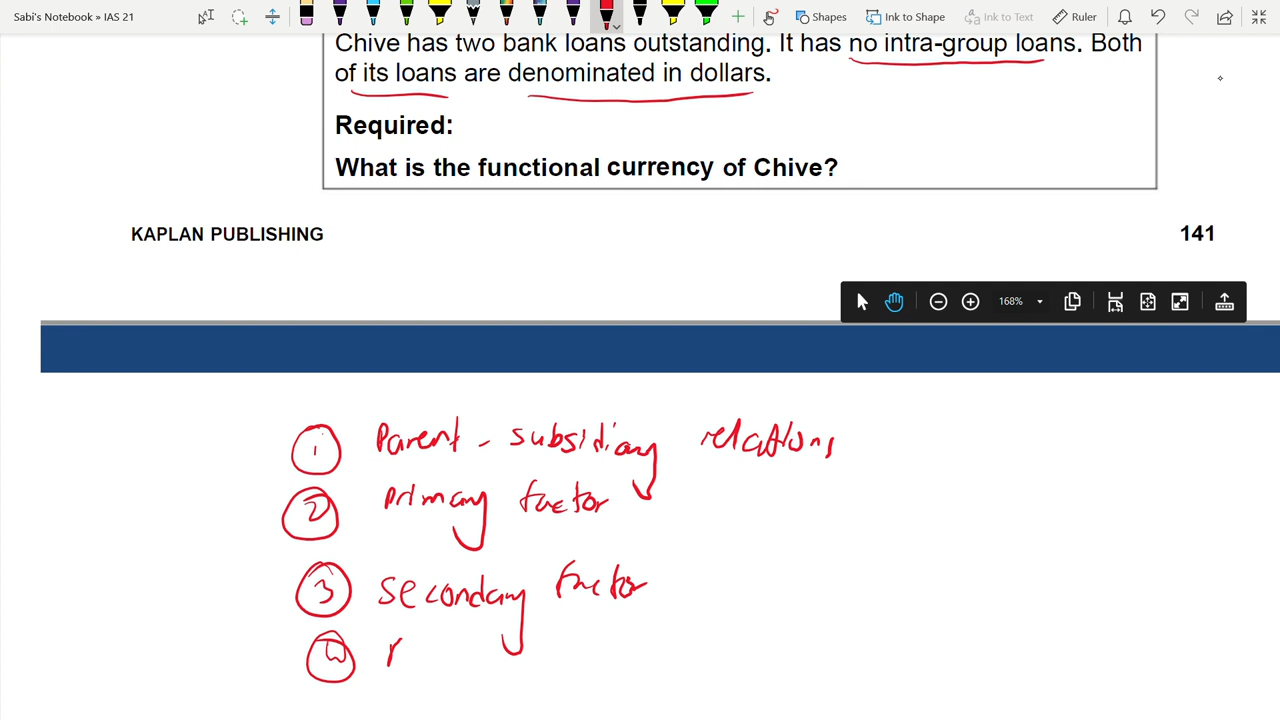 Sabi's Notebook » IAS 21
Shapes
Ink to Shape
Ink to Text
Ruler
Chive has two bank loans outstanding. It has no intra-group loans. Both
of its loans are denominated in dollars.
Required:
What is the functional currency of Chive?
KAPLAN PUBLISHING
141
168%
1 Parent - subsidiary relations
2 Primary factor
3 Secondary factor
4